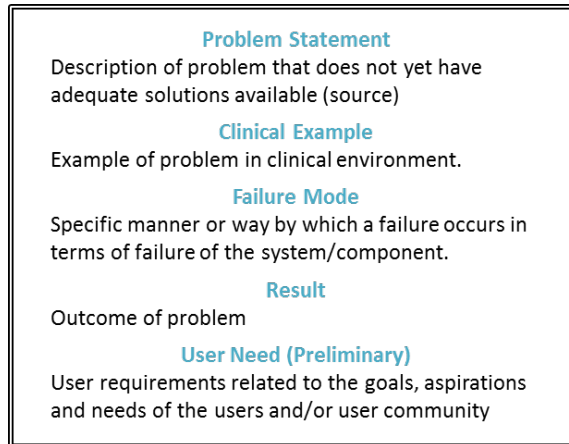 Problem Statement
Description of problem that does not yet have
adequate solutions available (source)
Clinical Example
Example of problem in clinical environment.
Failure Mode
Specific manner or way by which a failure occurs in
terms of failure of the system/component.
Result
Outcome of problem
User Need (Preliminary)
User requirements related to the goals, aspirations
and needs of the users and/or user community